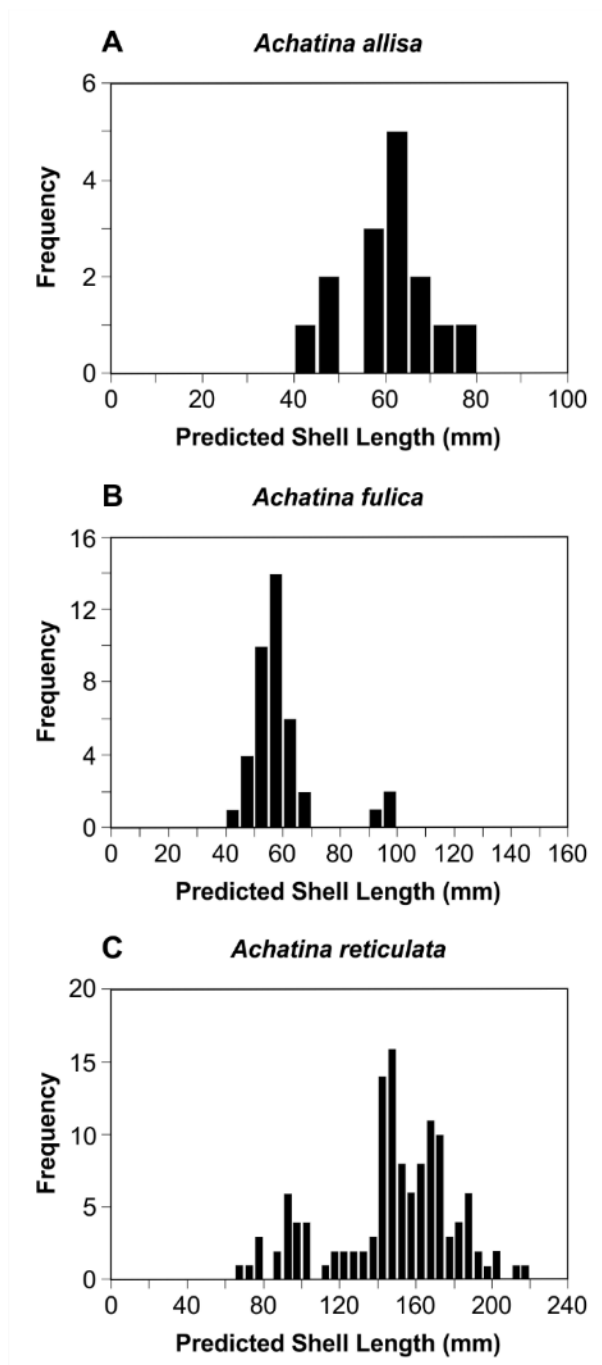 A Achatina allisa
6
4
2
0
Frequency
0 20 40 60 80 100
Predicted Shell Length (mm)
B Achatina fulica
16
12
8
4
0
Frequency
0 20 40 60 80 100 120 140 160
Predicted Shell Length (mm)
C Achatina reticulata
20
15
10
5
0
Frequency
0 40 80 120 160 200 240
Predicted Shell Length (mm)